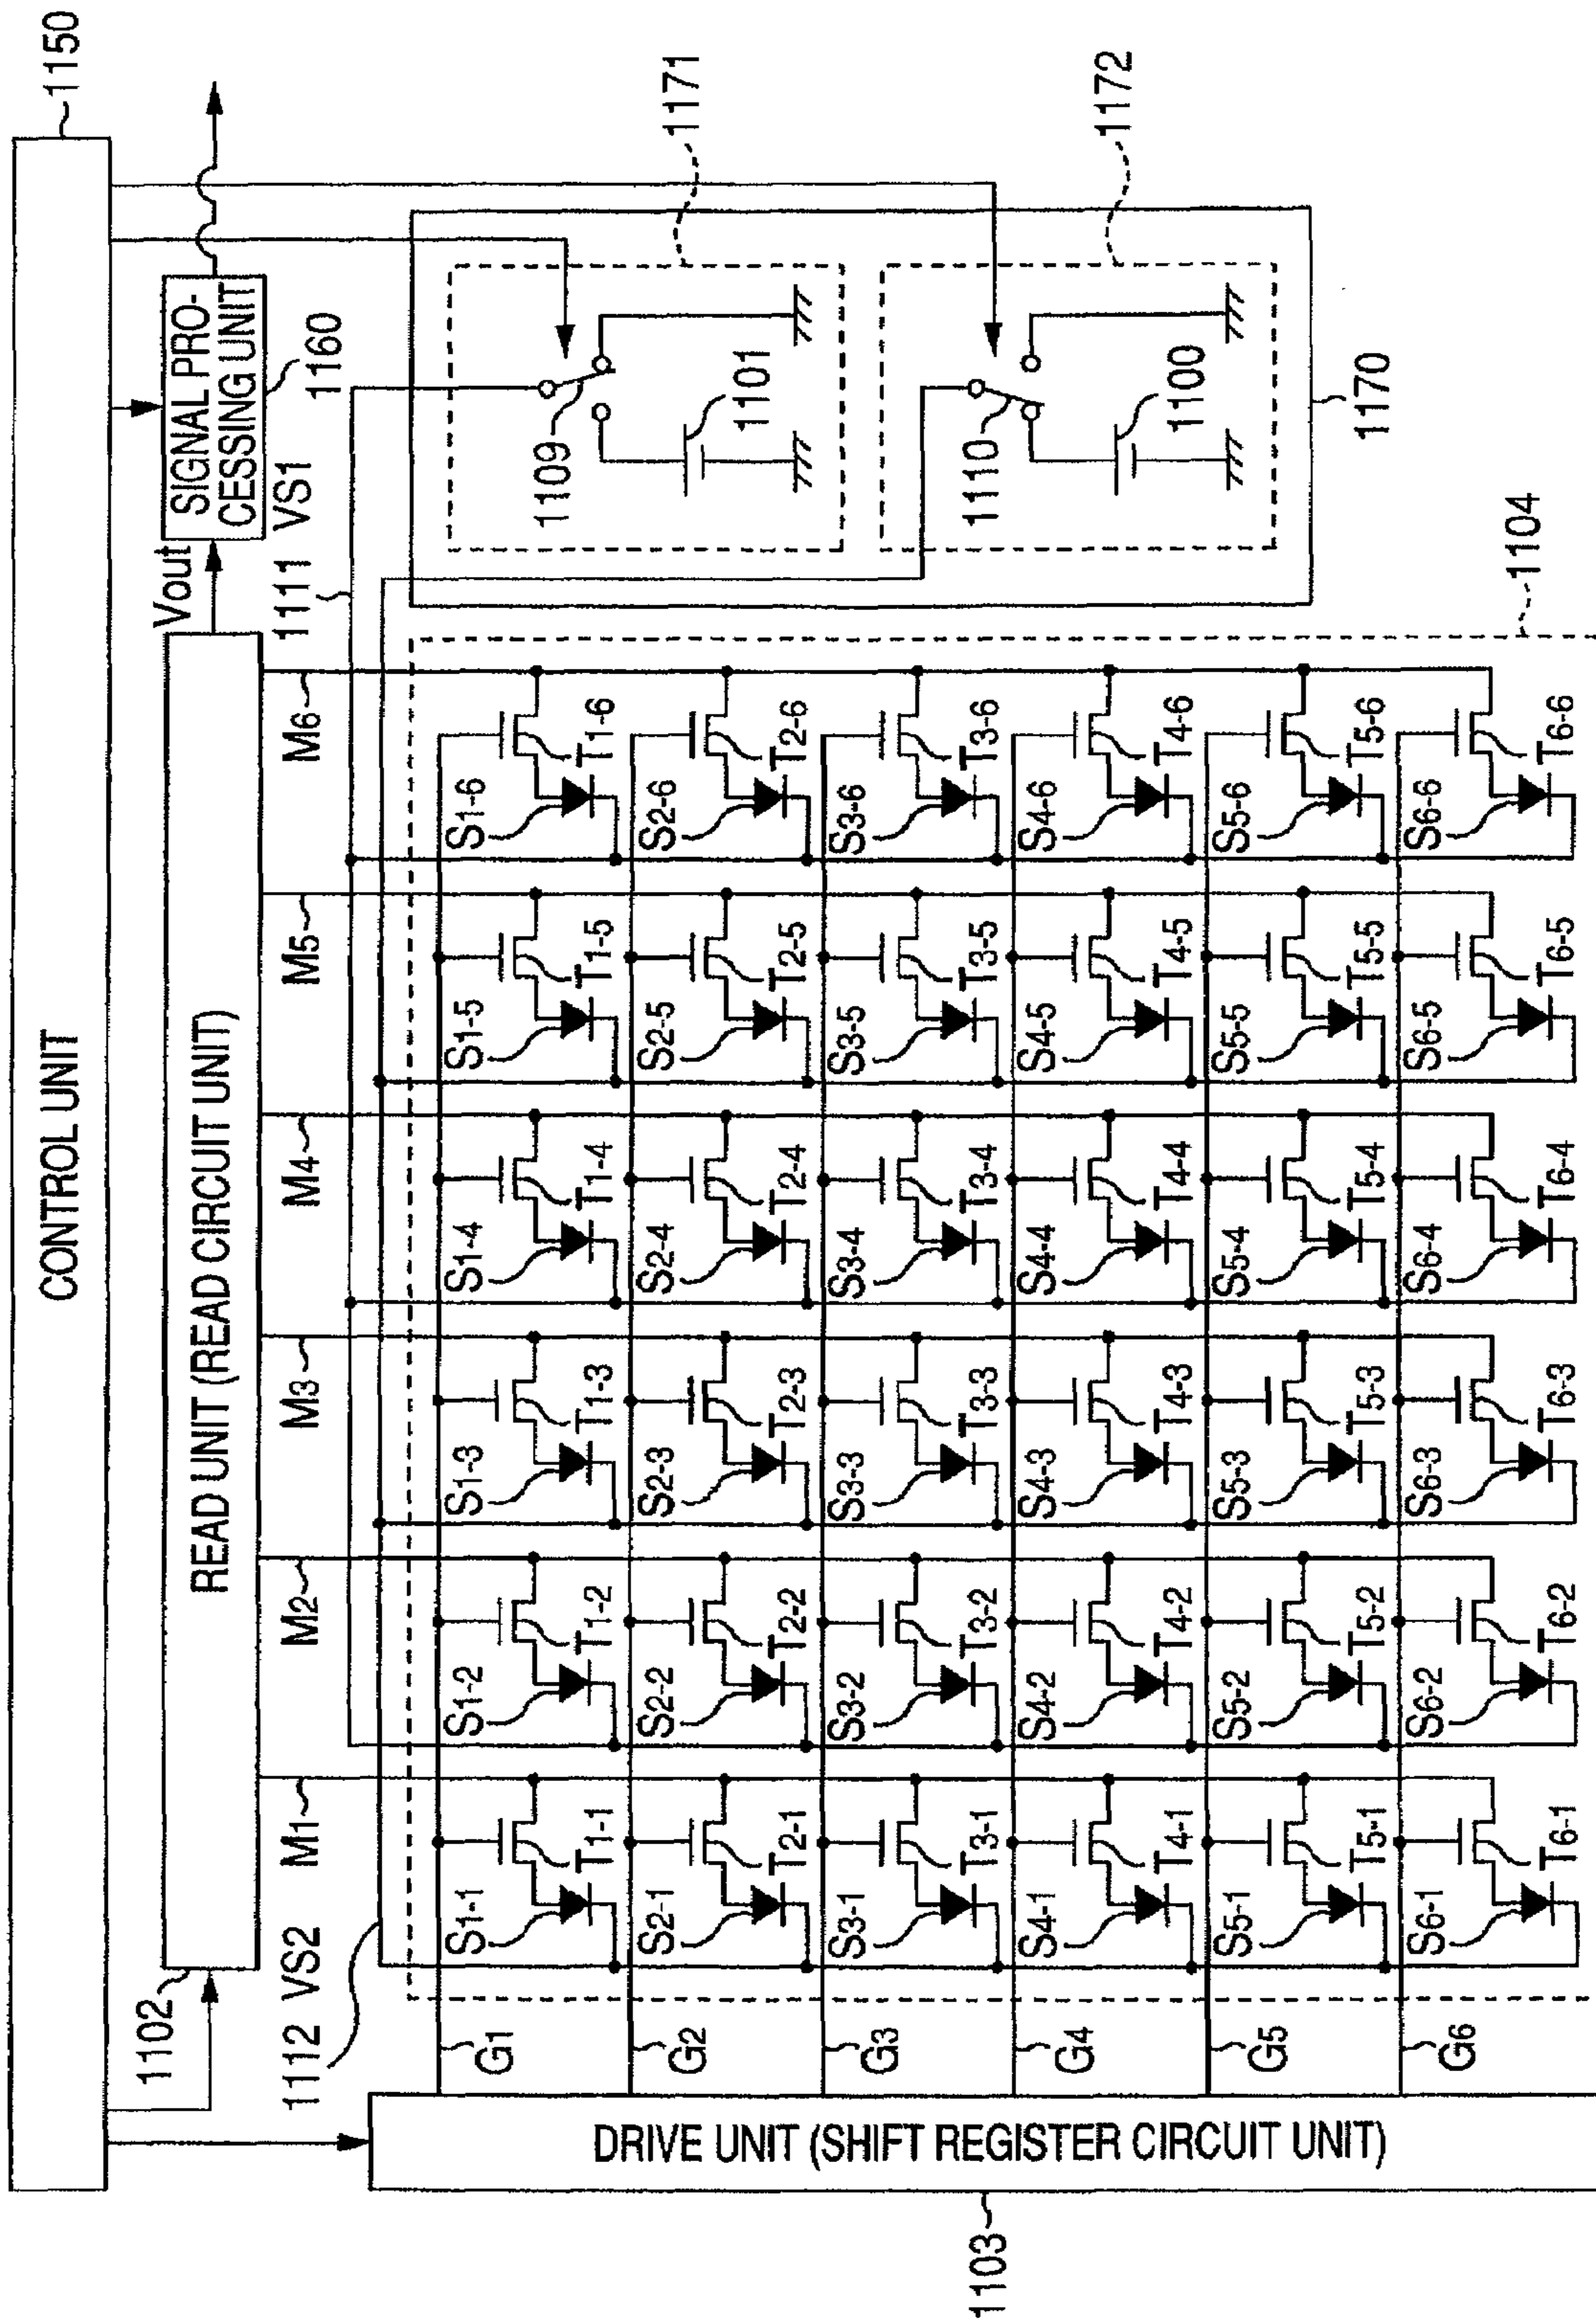 CONTROL UNIT
1150
1102
READ UNIT (READ CIRCUIT UNIT)
Vout
SIGNAL PRO-
CESSING UNIT
1160
1112 VS2
M1
M2
M3
M4
M5
M6
1111 VS1
1171
1109
1101
1172
1110
1100
1170
1104
1103
DRIVE UNIT (SHIFT REGISTER CIRCUIT UNIT)
G1
S1-1 T1-1 S1-2 T1-2 S1-3 T1-3 S1-4 T1-4 S1-5 T1-5 S1-6 T1-6
G2
S2-1 T2-1 S2-2 T2-2 S2-3 T2-3 S2-4 T2-4 S2-5 T2-5 S2-6 T2-6
G3
S3-1 T3-1 S3-2 T3-2 S3-3 T3-3 S3-4 T3-4 S3-5 T3-5 S3-6 T3-6
G4
S4-1 T4-1 S4-2 T4-2 S4-3 T4-3 S4-4 T4-4 S4-5 T4-5 S4-6 T4-6
G5
S5-1 T5-1 S5-2 T5-2 S5-3 T5-3 S5-4 T5-4 S5-5 T5-5 S5-6 T5-6
G6
S6-1 T6-1 S6-2 T6-2 S6-3 T6-3 S6-4 T6-4 S6-5 T6-5 S6-6 T6-6